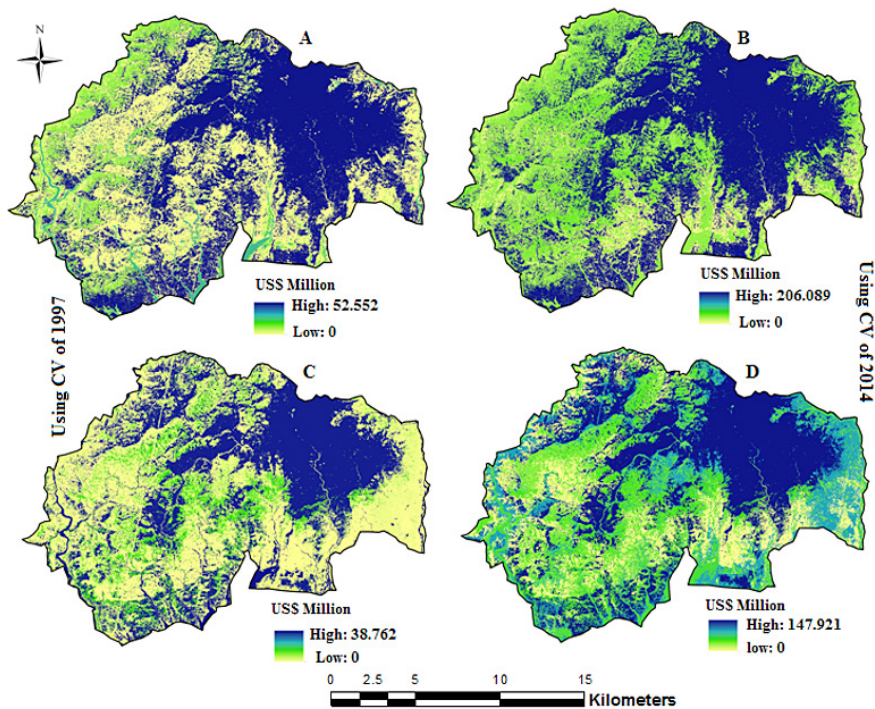 N
A
B
US$ Million
High: 52.552
Low: 0
US$ Million
High: 206.089
Low: 0
Using CV of 1997
Using CV of 2014
C
D
US$ Million
High: 38.762
Low: 0
US$ Million
High: 147.921
low: 0
0 2.5 5 10 15
Kilometers